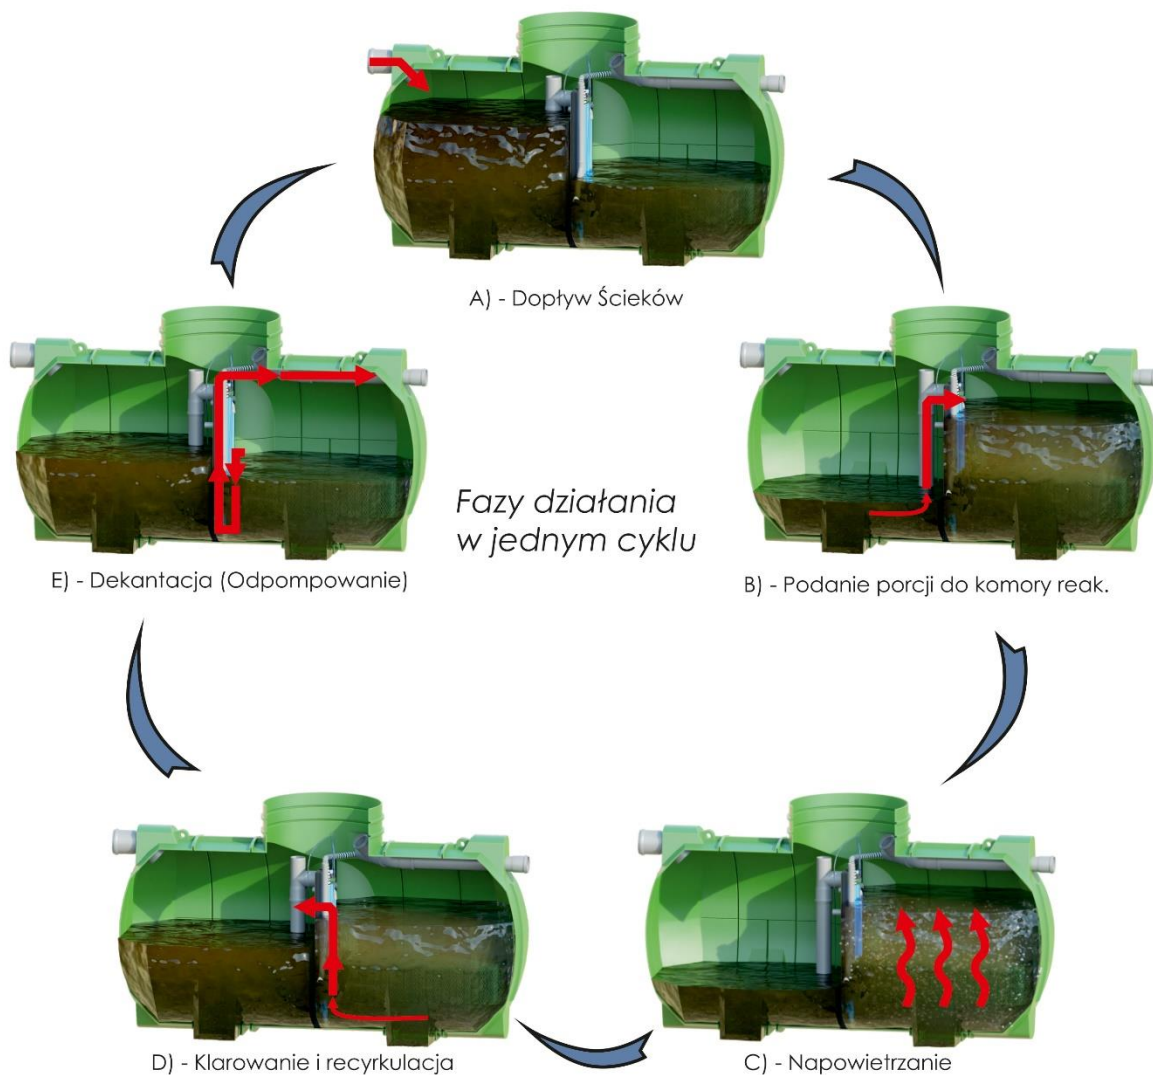 A) - Dopływ Ścieków
Fazy działania
w jednym cyklu
E) - Dekantacja (Odpompowanie)
B) - Podanie porcji do komory reak.
D) - Klarowanie i recyrkulacja
C) - Napowietrzanie